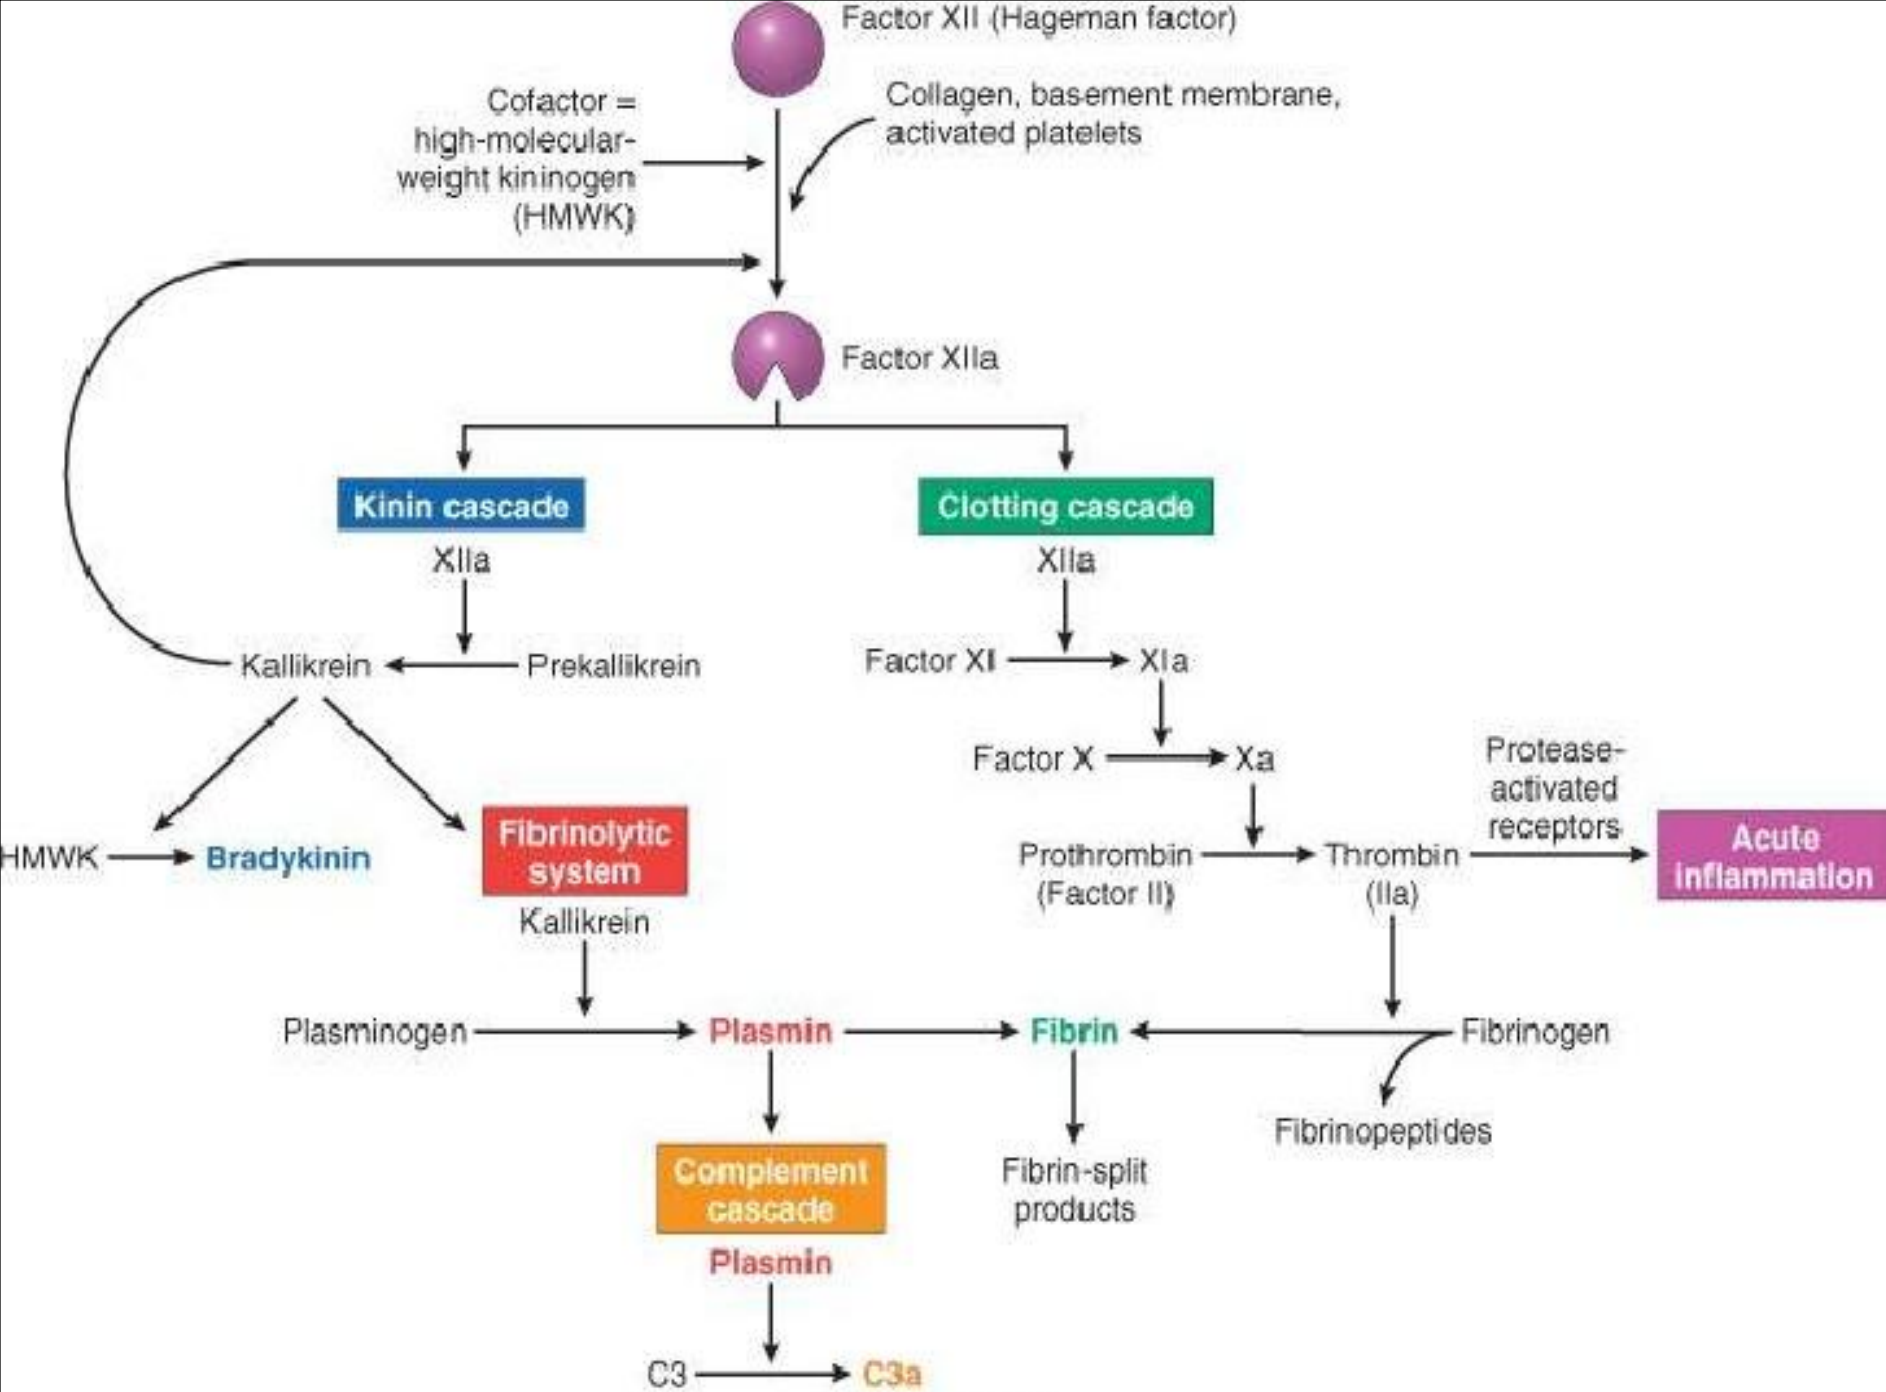 Factor XII (Hageman factor)
Collagen, basement membrane,
activated platelets
Cofactor =
high-molecular-
weight kininogen
(HMWK)
Factor XIIa
Kinin cascade
Clotting cascade
XIIa
XIIa
Kallikrein
Prekallikrein
Factor XI
XIa
Factor X
Xa
Protease-
activated
receptors
Acute
inflammation
HMWK
Bradykinin
Fibrinolytic
system
Kallikrein
Prothrombin
(Factor II)
Thrombin
(IIa)
Plasminogen
Plasmin
Fibrin
Fibrinogen
Fibrinopeptides
Fibrin-split
products
Complement
cascade
Plasmin
C3
C3a